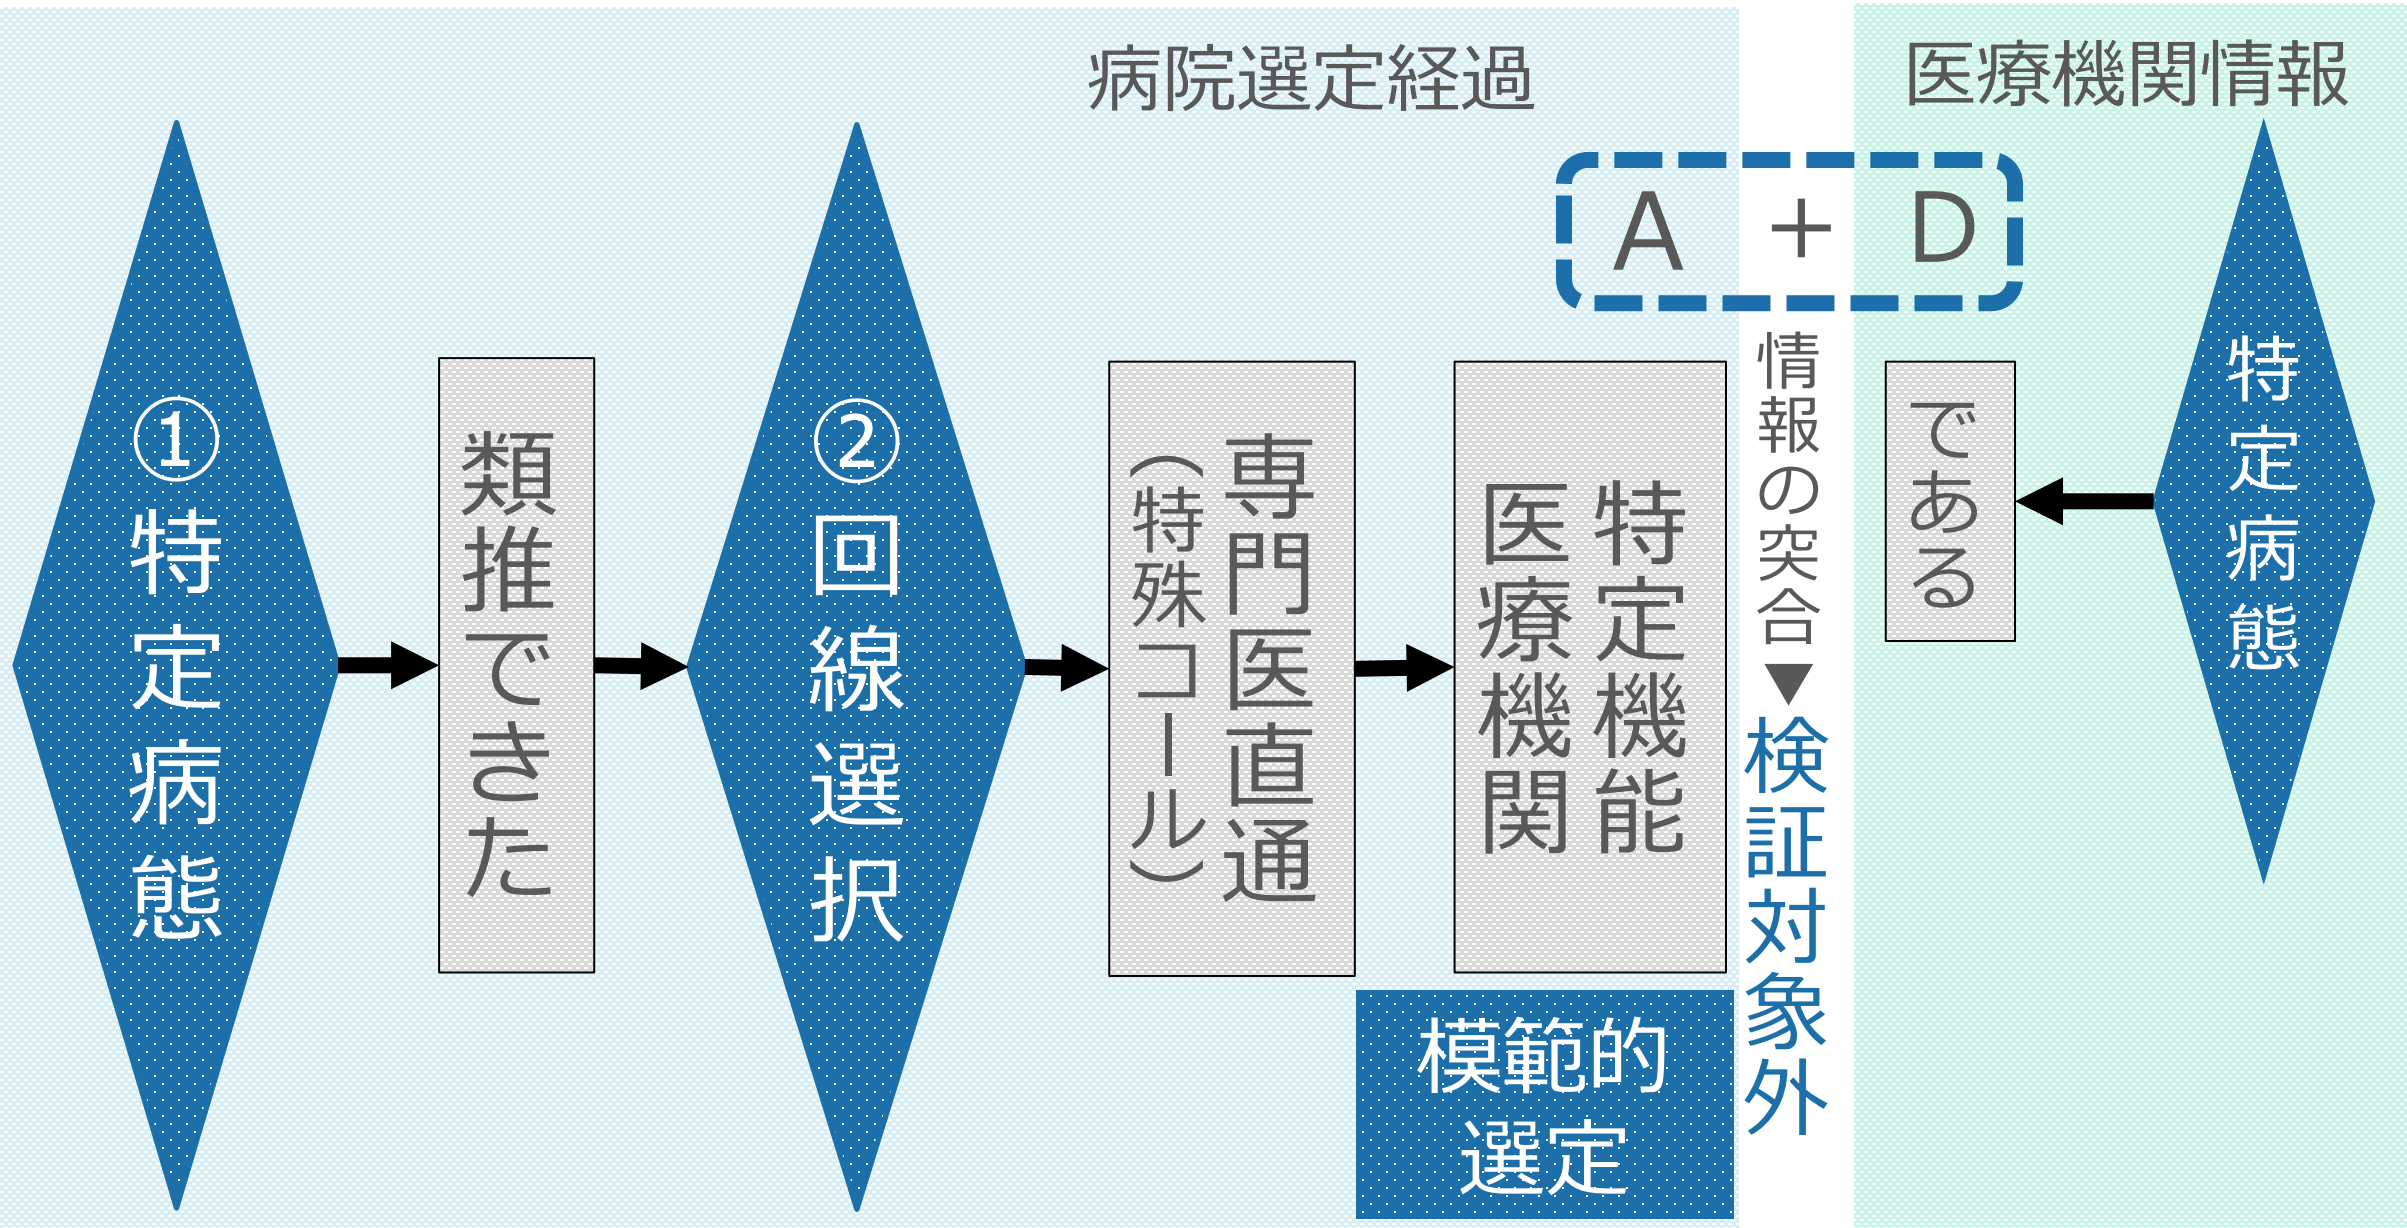 病院選定経過
医療機関情報
A + D
①特定病態
類推できた
②回線選択
専門医直通
（特殊コール）
特定機能
医療機関
模範的
選定
情報の突合▼検証対象外
である
特定病態